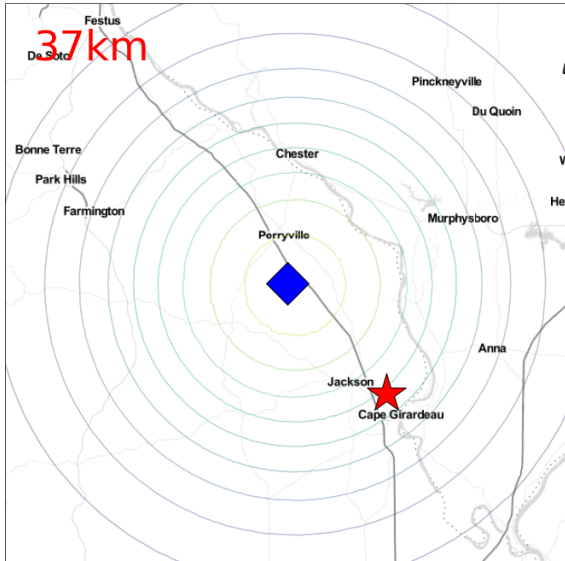 Festus
37km
De Soto
Pinckneyville
Du Quoin
Bonne Terre
Chester
Park Hills
Farmington
Murphysboro
Perryville
Anna
Jackson
Cape Girardeau